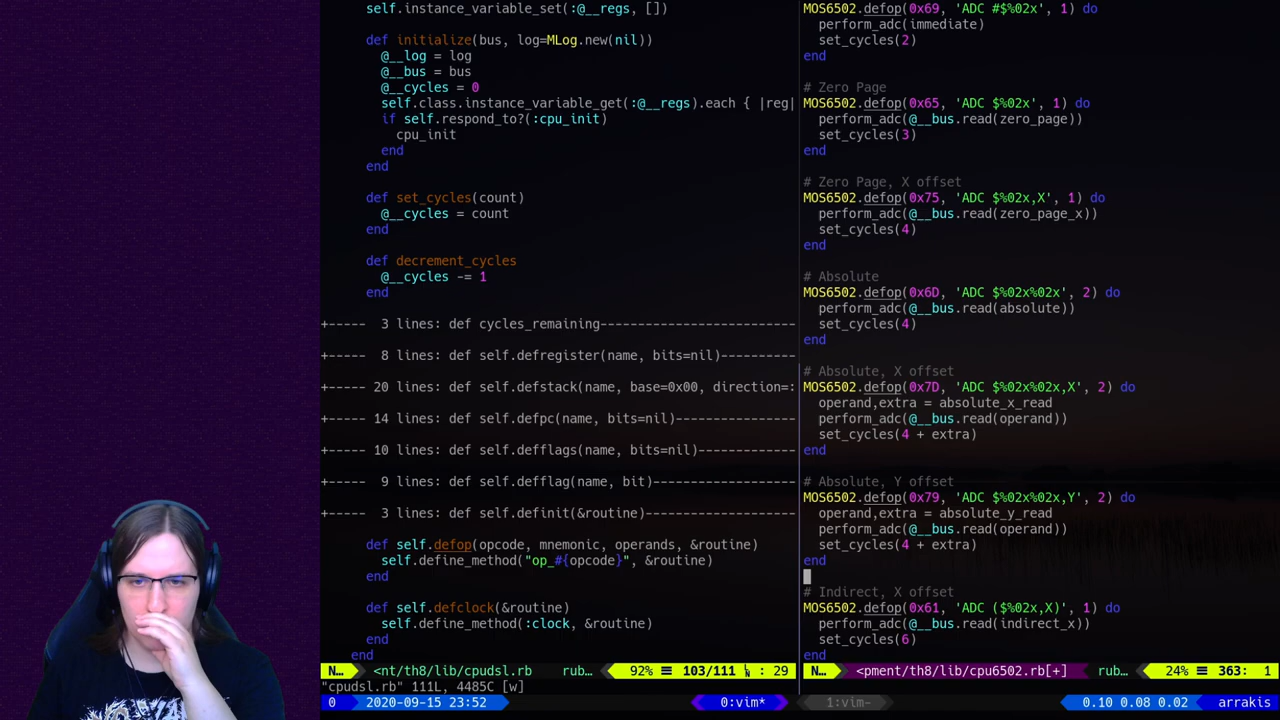 self.instance_variable_set(:@__regs, [])
def initialize(bus, log=MLog.new(nil))
@__log = log
@__bus = bus
@__cycles = 0
self.class.instance_variable_get(:@__regs).each { |reg|
if self.respond_to?(:cpu_init)
cpu_init
end
end
def set_cycles(count)
@__cycles = count
end
def decrement_cycles
@__cycles -= 1
end
+----- 3 lines: def cycles_remaining--------------------------
+----- 8 lines: def self.defregister(name, bits=nil)----------
+----- 20 lines: def self.defstack(name, base=0x00, direction=:
+----- 14 lines: def self.defpc(name, bits=nil)----------------
+----- 10 lines: def self.defflags(name, bits=nil)-------------
+----- 9 lines: def self.defflag(name, bit)-------------------
+----- 3 lines: def self.definit(&routine)--------------------
def self.defop(opcode, mnemonic, operands, &routine)
self.define_method("op_#{opcode}", &routine)
end
def self.defclock(&routine)
self.define_method(:clock, &routine)
end
end
N… <nt/th8/lib/cpudsl.rb rub… 92% ☰ 103/111 ㏑ : 29
"cpudsl.rb" 111L, 4485C [w]
MOS6502.defop(0x69, 'ADC #$%02x', 1) do
perform_adc(immediate)
set_cycles(2)
end
# Zero Page
MOS6502.defop(0x65, 'ADC $%02x', 1) do
perform_adc(@__bus.read(zero_page))
set_cycles(3)
end
# Zero Page, X offset
MOS6502.defop(0x75, 'ADC $%02x,X', 1) do
perform_adc(@__bus.read(zero_page_x))
set_cycles(4)
end
# Absolute
MOS6502.defop(0x6D, 'ADC $%02x%02x', 2) do
perform_adc(@__bus.read(absolute))
set_cycles(4)
end
# Absolute, X offset
MOS6502.defop(0x7D, 'ADC $%02x%02x,X', 2) do
operand,extra = absolute_x_read
perform_adc(@__bus.read(operand))
set_cycles(4 + extra)
end
# Absolute, Y offset
MOS6502.defop(0x79, 'ADC $%02x%02x,Y', 2) do
operand,extra = absolute_y_read
perform_adc(@__bus.read(operand))
set_cycles(4 + extra)
end
# Indirect, X offset
MOS6502.defop(0x61, 'ADC ($%02x,X)', 1) do
perform_adc(@__bus.read(indirect_x))
set_cycles(6)
end
N… <pment/th8/lib/cpu6502.rb[+] rub… 24% ☰ 363: 1
0 2020-09-15 23:52 0:vim* 1:vim- 0.10 0.08 0.02 arrakis